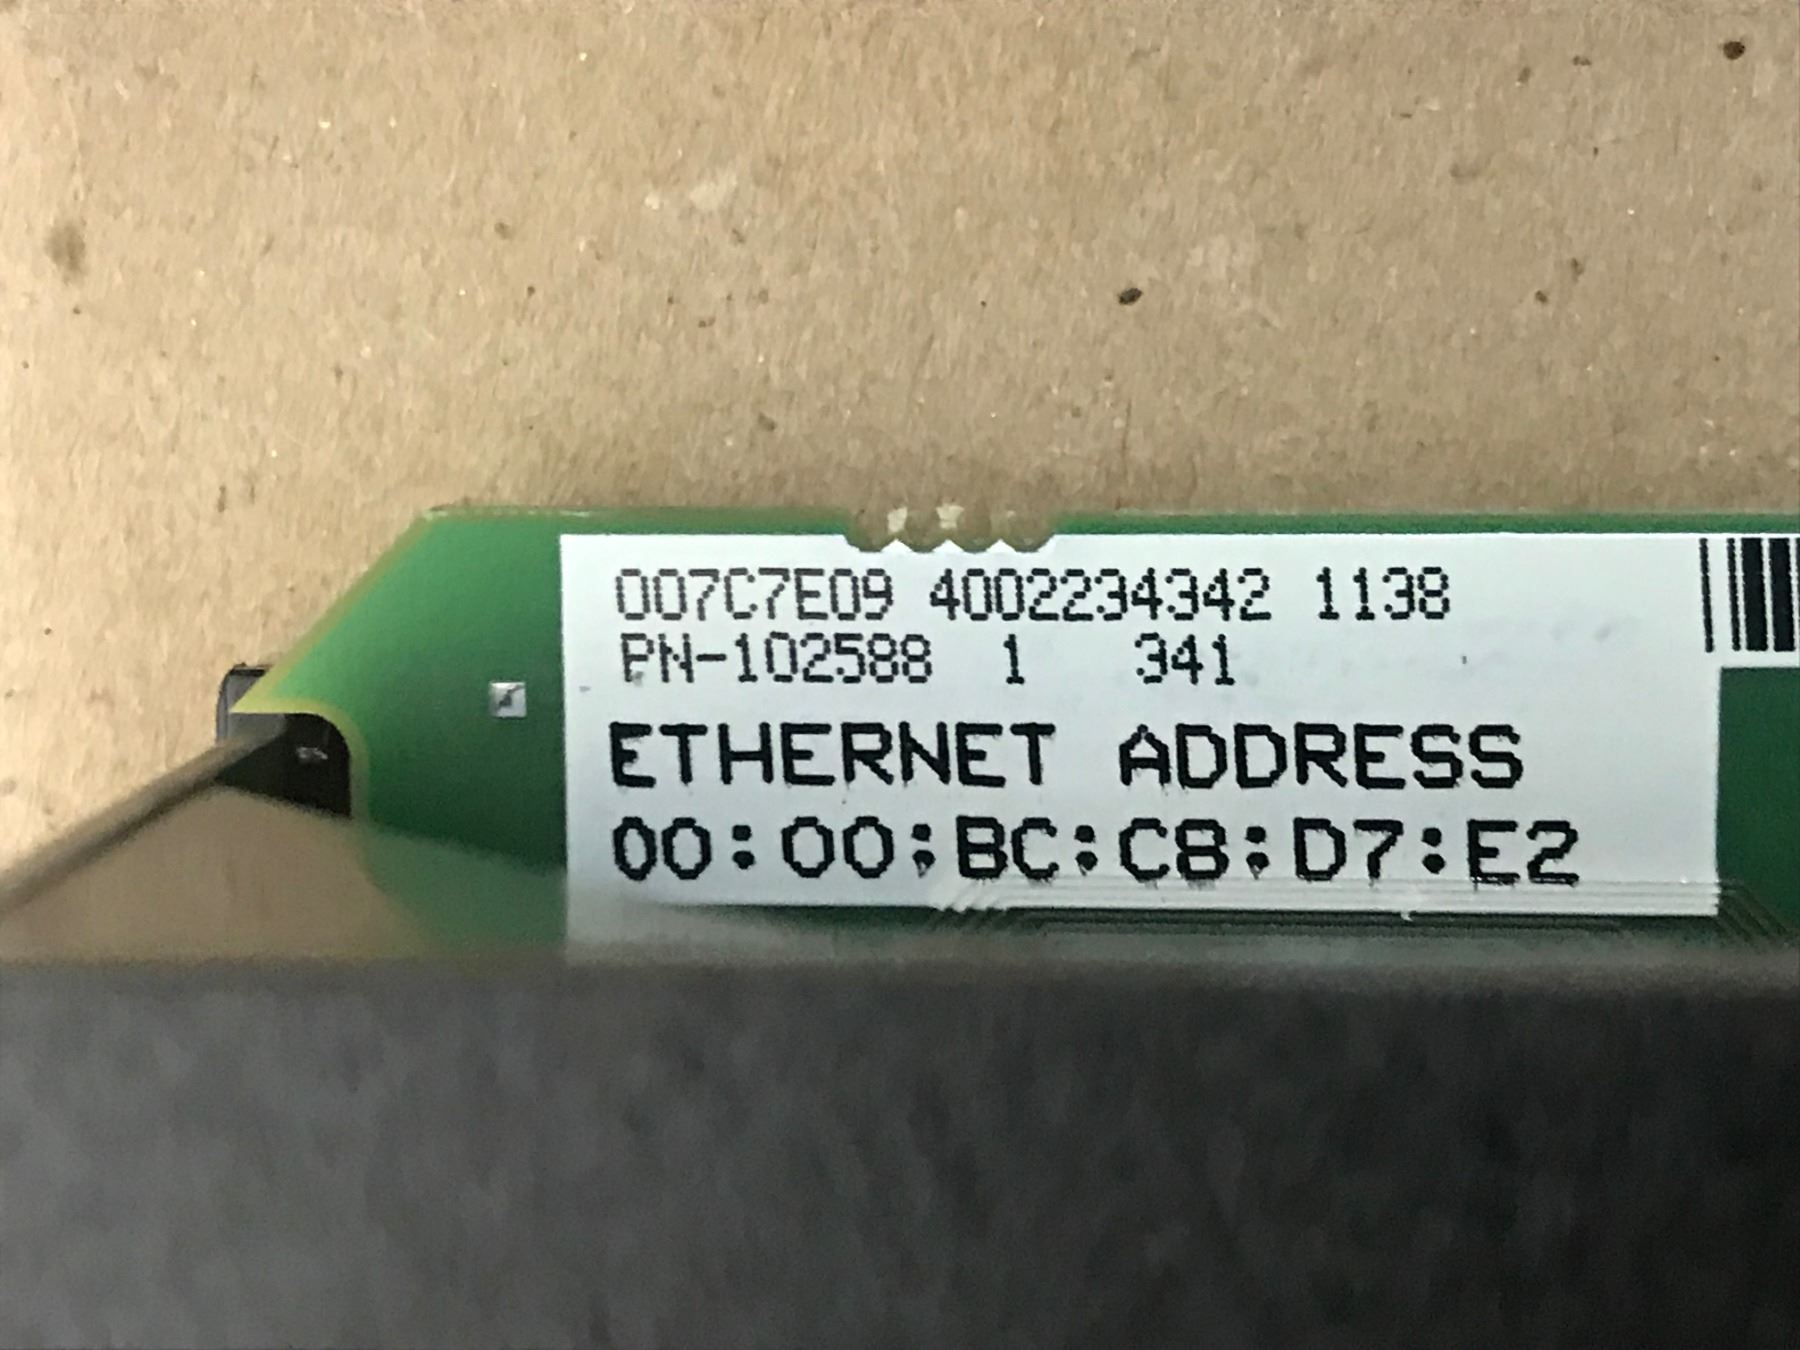 007C7E09 4002234342 1138
PN-102588 1 341
ETHERNET ADDRESS
00:00:BC:C8:D7:E2